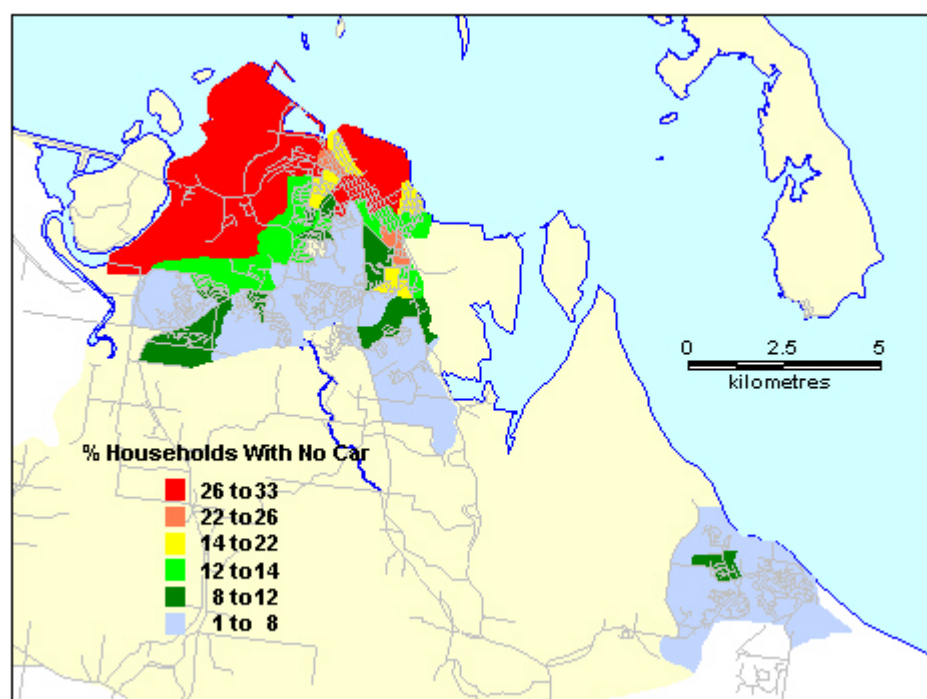 0 2.5 5
kilometres
% Households With No Car
26 to 33
22 to 26
14 to 22
12 to 14
8 to 12
1 to 8